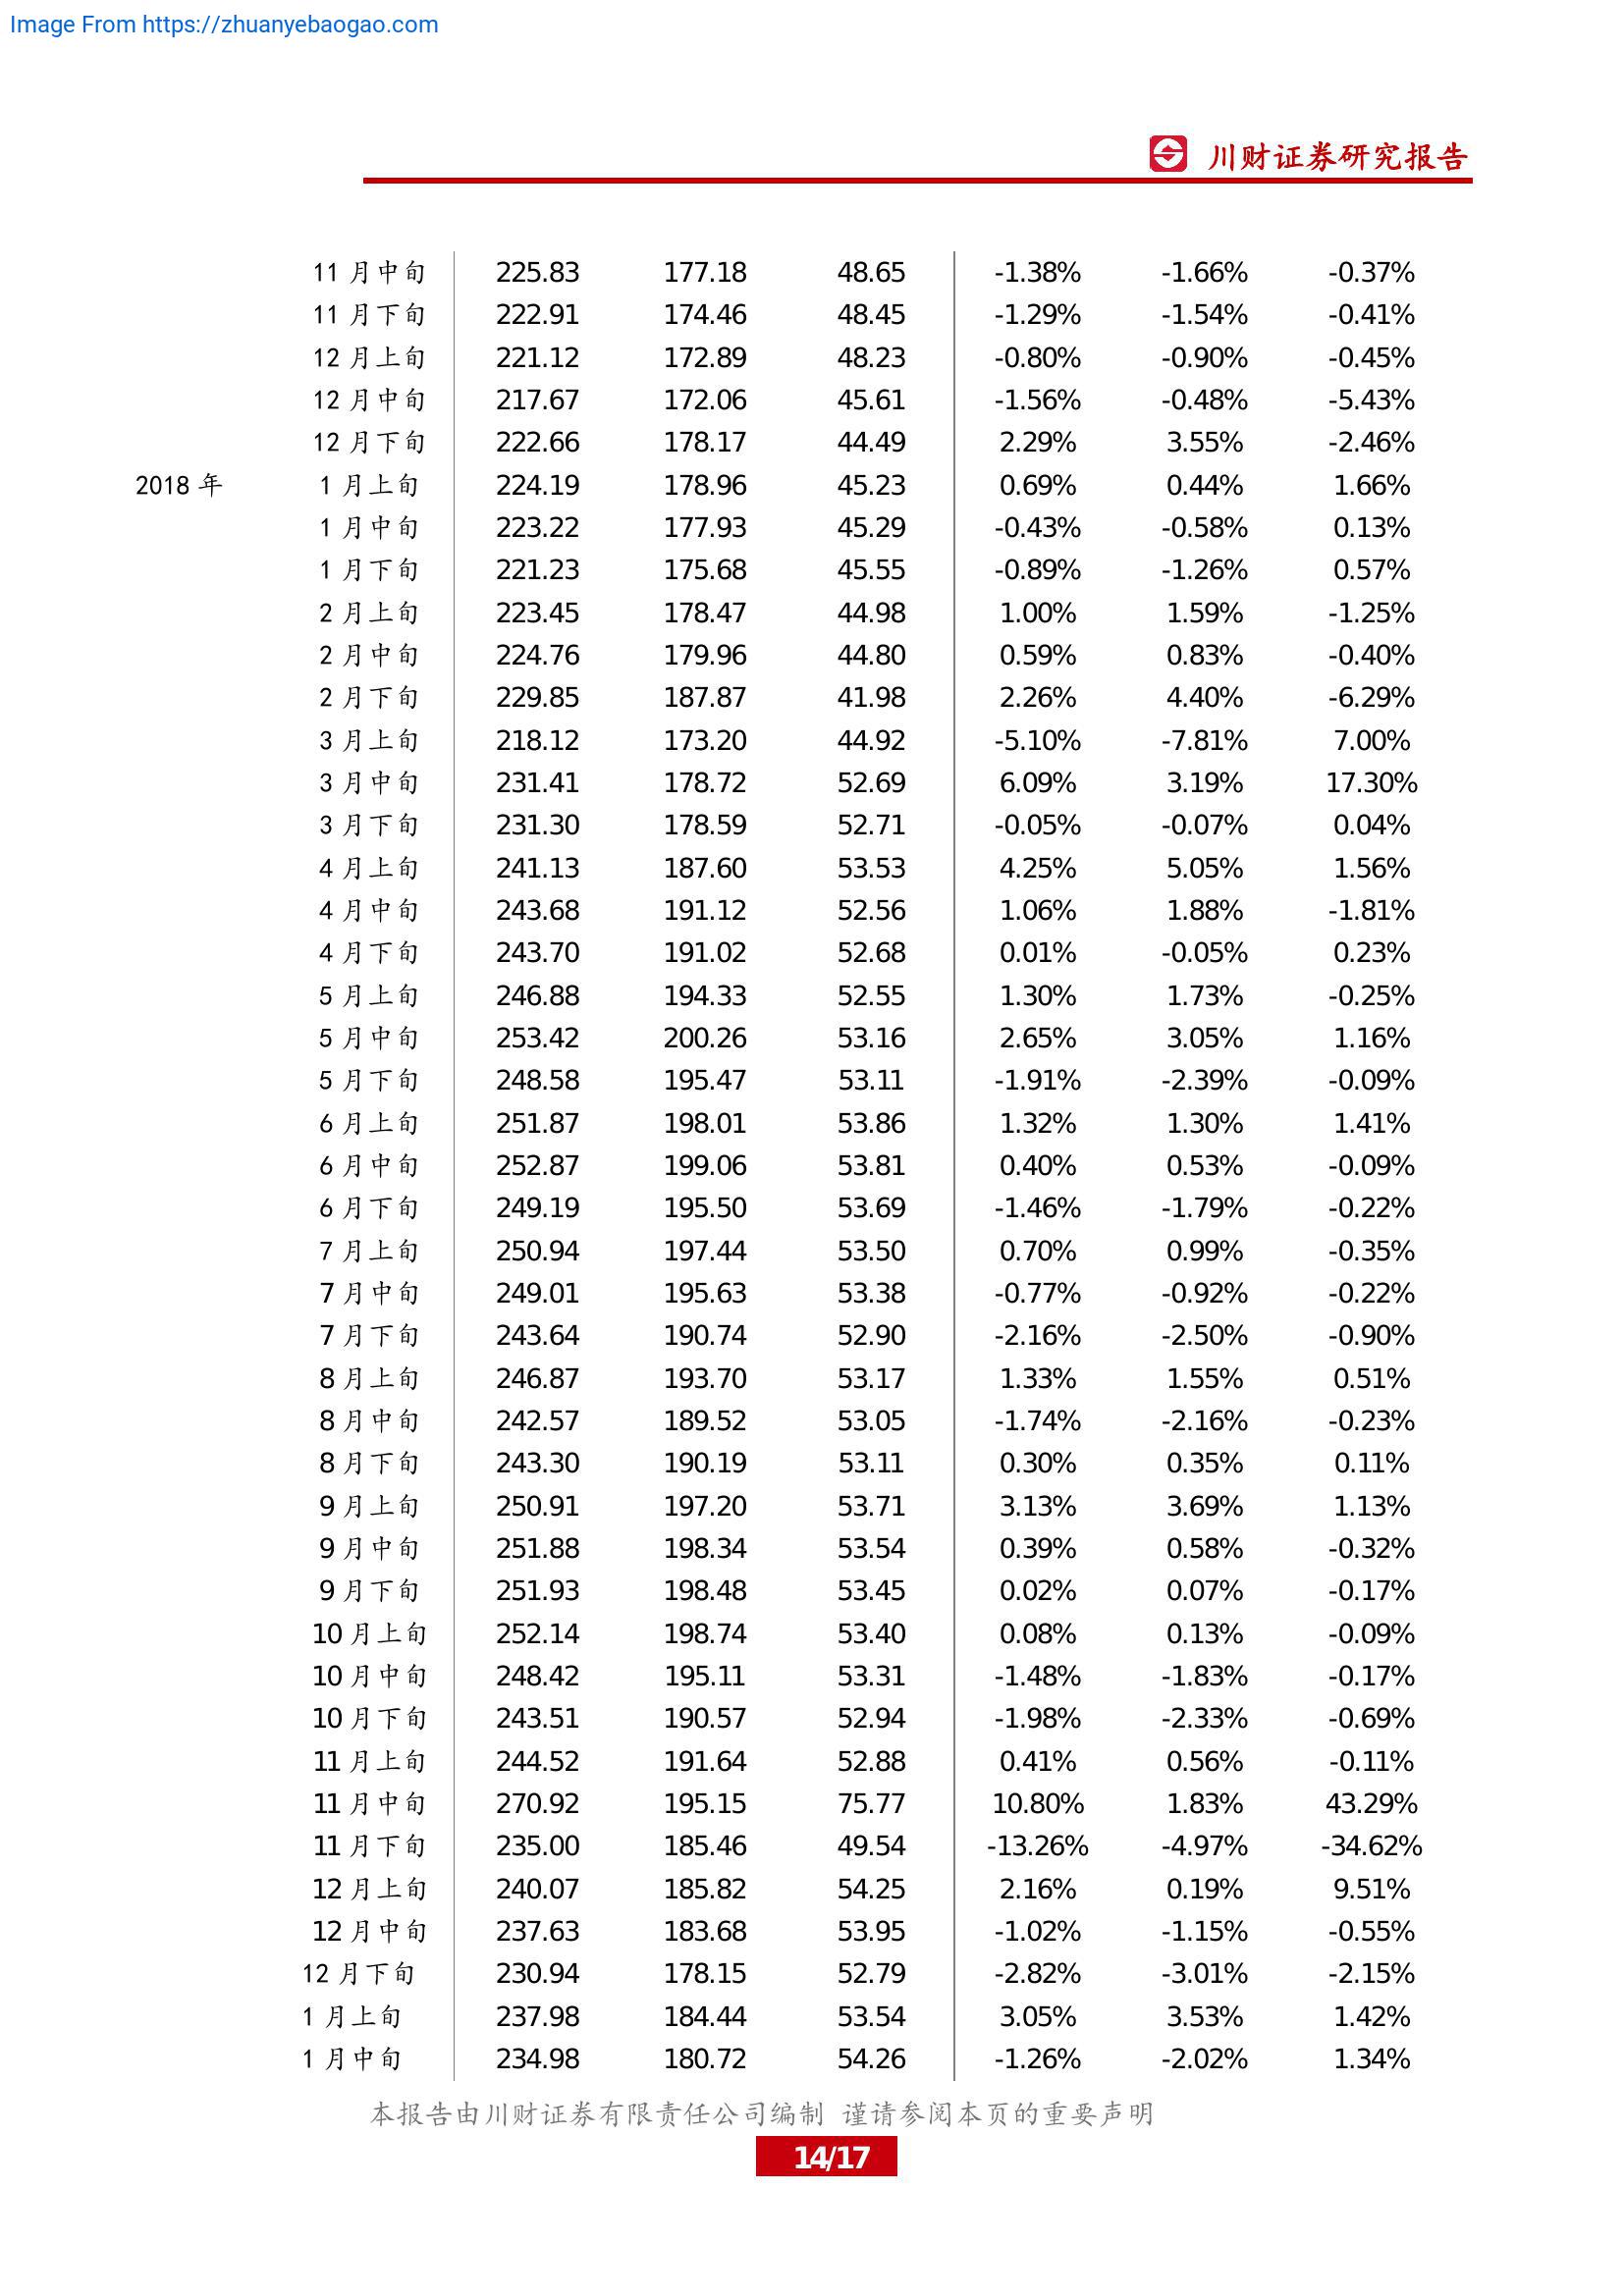 Image From https://zhuanyebaogao.com
川财证券研究报告
11 月中旬 225.83 177.18 48.65 -1.38% -1.66% -0.37%
11 月下旬 222.91 174.46 48.45 -1.29% -1.54% -0.41%
12 月上旬 221.12 172.89 48.23 -0.80% -0.90% -0.45%
12 月中旬 217.67 172.06 45.61 -1.56% -0.48% -5.43%
12 月下旬 222.66 178.17 44.49 2.29% 3.55% -2.46%
2018 年 1 月上旬 224.19 178.96 45.23 0.69% 0.44% 1.66%
1 月中旬 223.22 177.93 45.29 -0.43% -0.58% 0.13%
1 月下旬 221.23 175.68 45.55 -0.89% -1.26% 0.57%
2 月上旬 223.45 178.47 44.98 1.00% 1.59% -1.25%
2 月中旬 224.76 179.96 44.80 0.59% 0.83% -0.40%
2 月下旬 229.85 187.87 41.98 2.26% 4.40% -6.29%
3 月上旬 218.12 173.20 44.92 -5.10% -7.81% 7.00%
3 月中旬 231.41 178.72 52.69 6.09% 3.19% 17.30%
3 月下旬 231.30 178.59 52.71 -0.05% -0.07% 0.04%
4 月上旬 241.13 187.60 53.53 4.25% 5.05% 1.56%
4 月中旬 243.68 191.12 52.56 1.06% 1.88% -1.81%
4 月下旬 243.70 191.02 52.68 0.01% -0.05% 0.23%
5 月上旬 246.88 194.33 52.55 1.30% 1.73% -0.25%
5 月中旬 253.42 200.26 53.16 2.65% 3.05% 1.16%
5 月下旬 248.58 195.47 53.11 -1.91% -2.39% -0.09%
6 月上旬 251.87 198.01 53.86 1.32% 1.30% 1.41%
6 月中旬 252.87 199.06 53.81 0.40% 0.53% -0.09%
6 月下旬 249.19 195.50 53.69 -1.46% -1.79% -0.22%
7 月上旬 250.94 197.44 53.50 0.70% 0.99% -0.35%
7 月中旬 249.01 195.63 53.38 -0.77% -0.92% -0.22%
7 月下旬 243.64 190.74 52.90 -2.16% -2.50% -0.90%
8 月上旬 246.87 193.70 53.17 1.33% 1.55% 0.51%
8 月中旬 242.57 189.52 53.05 -1.74% -2.16% -0.23%
8 月下旬 243.30 190.19 53.11 0.30% 0.35% 0.11%
9 月上旬 250.91 197.20 53.71 3.13% 3.69% 1.13%
9 月中旬 251.88 198.34 53.54 0.39% 0.58% -0.32%
9 月下旬 251.93 198.48 53.45 0.02% 0.07% -0.17%
10 月上旬 252.14 198.74 53.40 0.08% 0.13% -0.09%
10 月中旬 248.42 195.11 53.31 -1.48% -1.83% -0.17%
10 月下旬 243.51 190.57 52.94 -1.98% -2.33% -0.69%
11 月上旬 244.52 191.64 52.88 0.41% 0.56% -0.11%
11 月中旬 270.92 195.15 75.77 10.80% 1.83% 43.29%
11 月下旬 235.00 185.46 49.54 -13.26% -4.97% -34.62%
12 月上旬 240.07 185.82 54.25 2.16% 0.19% 9.51%
12 月中旬 237.63 183.68 53.95 -1.02% -1.15% -0.55%
12 月下旬 230.94 178.15 52.79 -2.82% -3.01% -2.15%
1 月上旬 237.98 184.44 53.54 3.05% 3.53% 1.42%
1 月中旬 234.98 180.72 54.26 -1.26% -2.02% 1.34%
本报告由川财证券有限责任公司编制 谨请参阅本页的重要声明
14/17